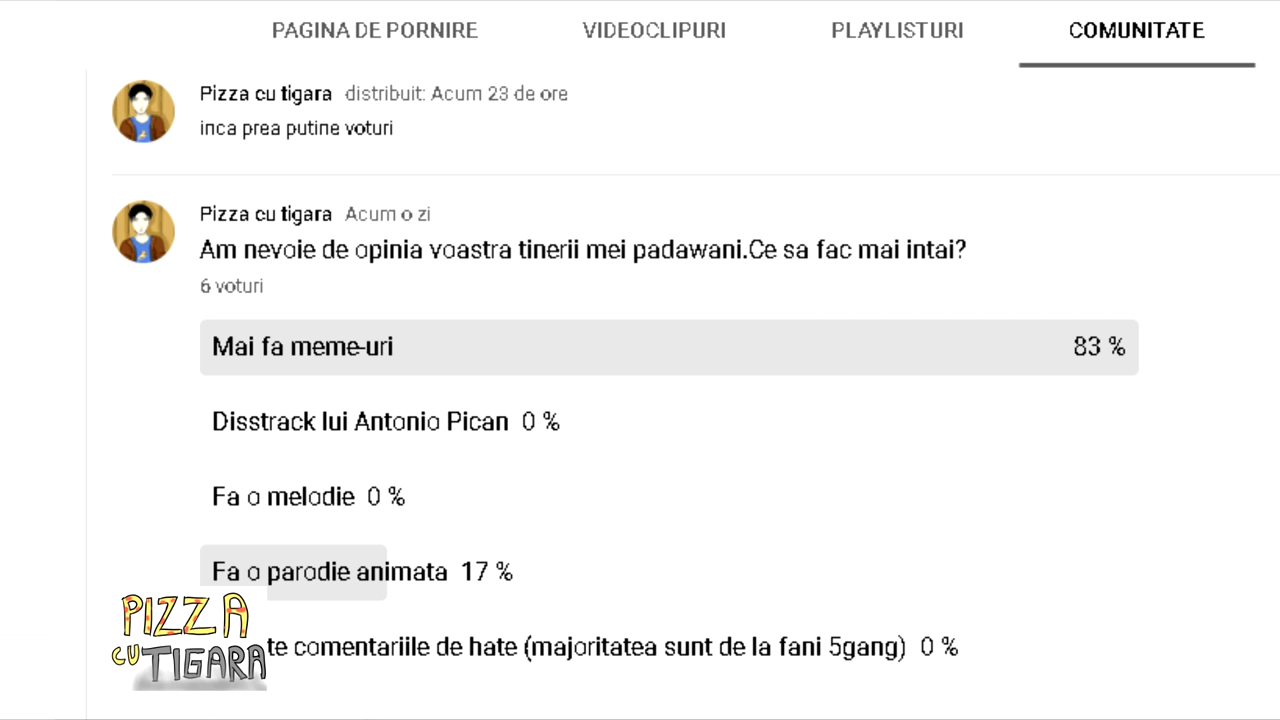 PAGINA DE PORNIRE VIDEOCLIPURI PLAYLISTURI COMUNITATE
Pizza cu tigara distribuit: Acum 23 de ore
inca prea putine voturi
Pizza cu tigara Acum o zi
Am nevoie de opinia voastra tinerii mei padawani.Ce sa fac mai intai?
6 voturi
Mai fa meme-uri 83 %
Disstrack lui Antonio Pican 0 %
Fa o melodie 0 %
Fa o parodie animata 17 %
PIZZA
te comentariile de hate (majoritatea sunt de la fani 5gang) 0 %
CU TIGARA